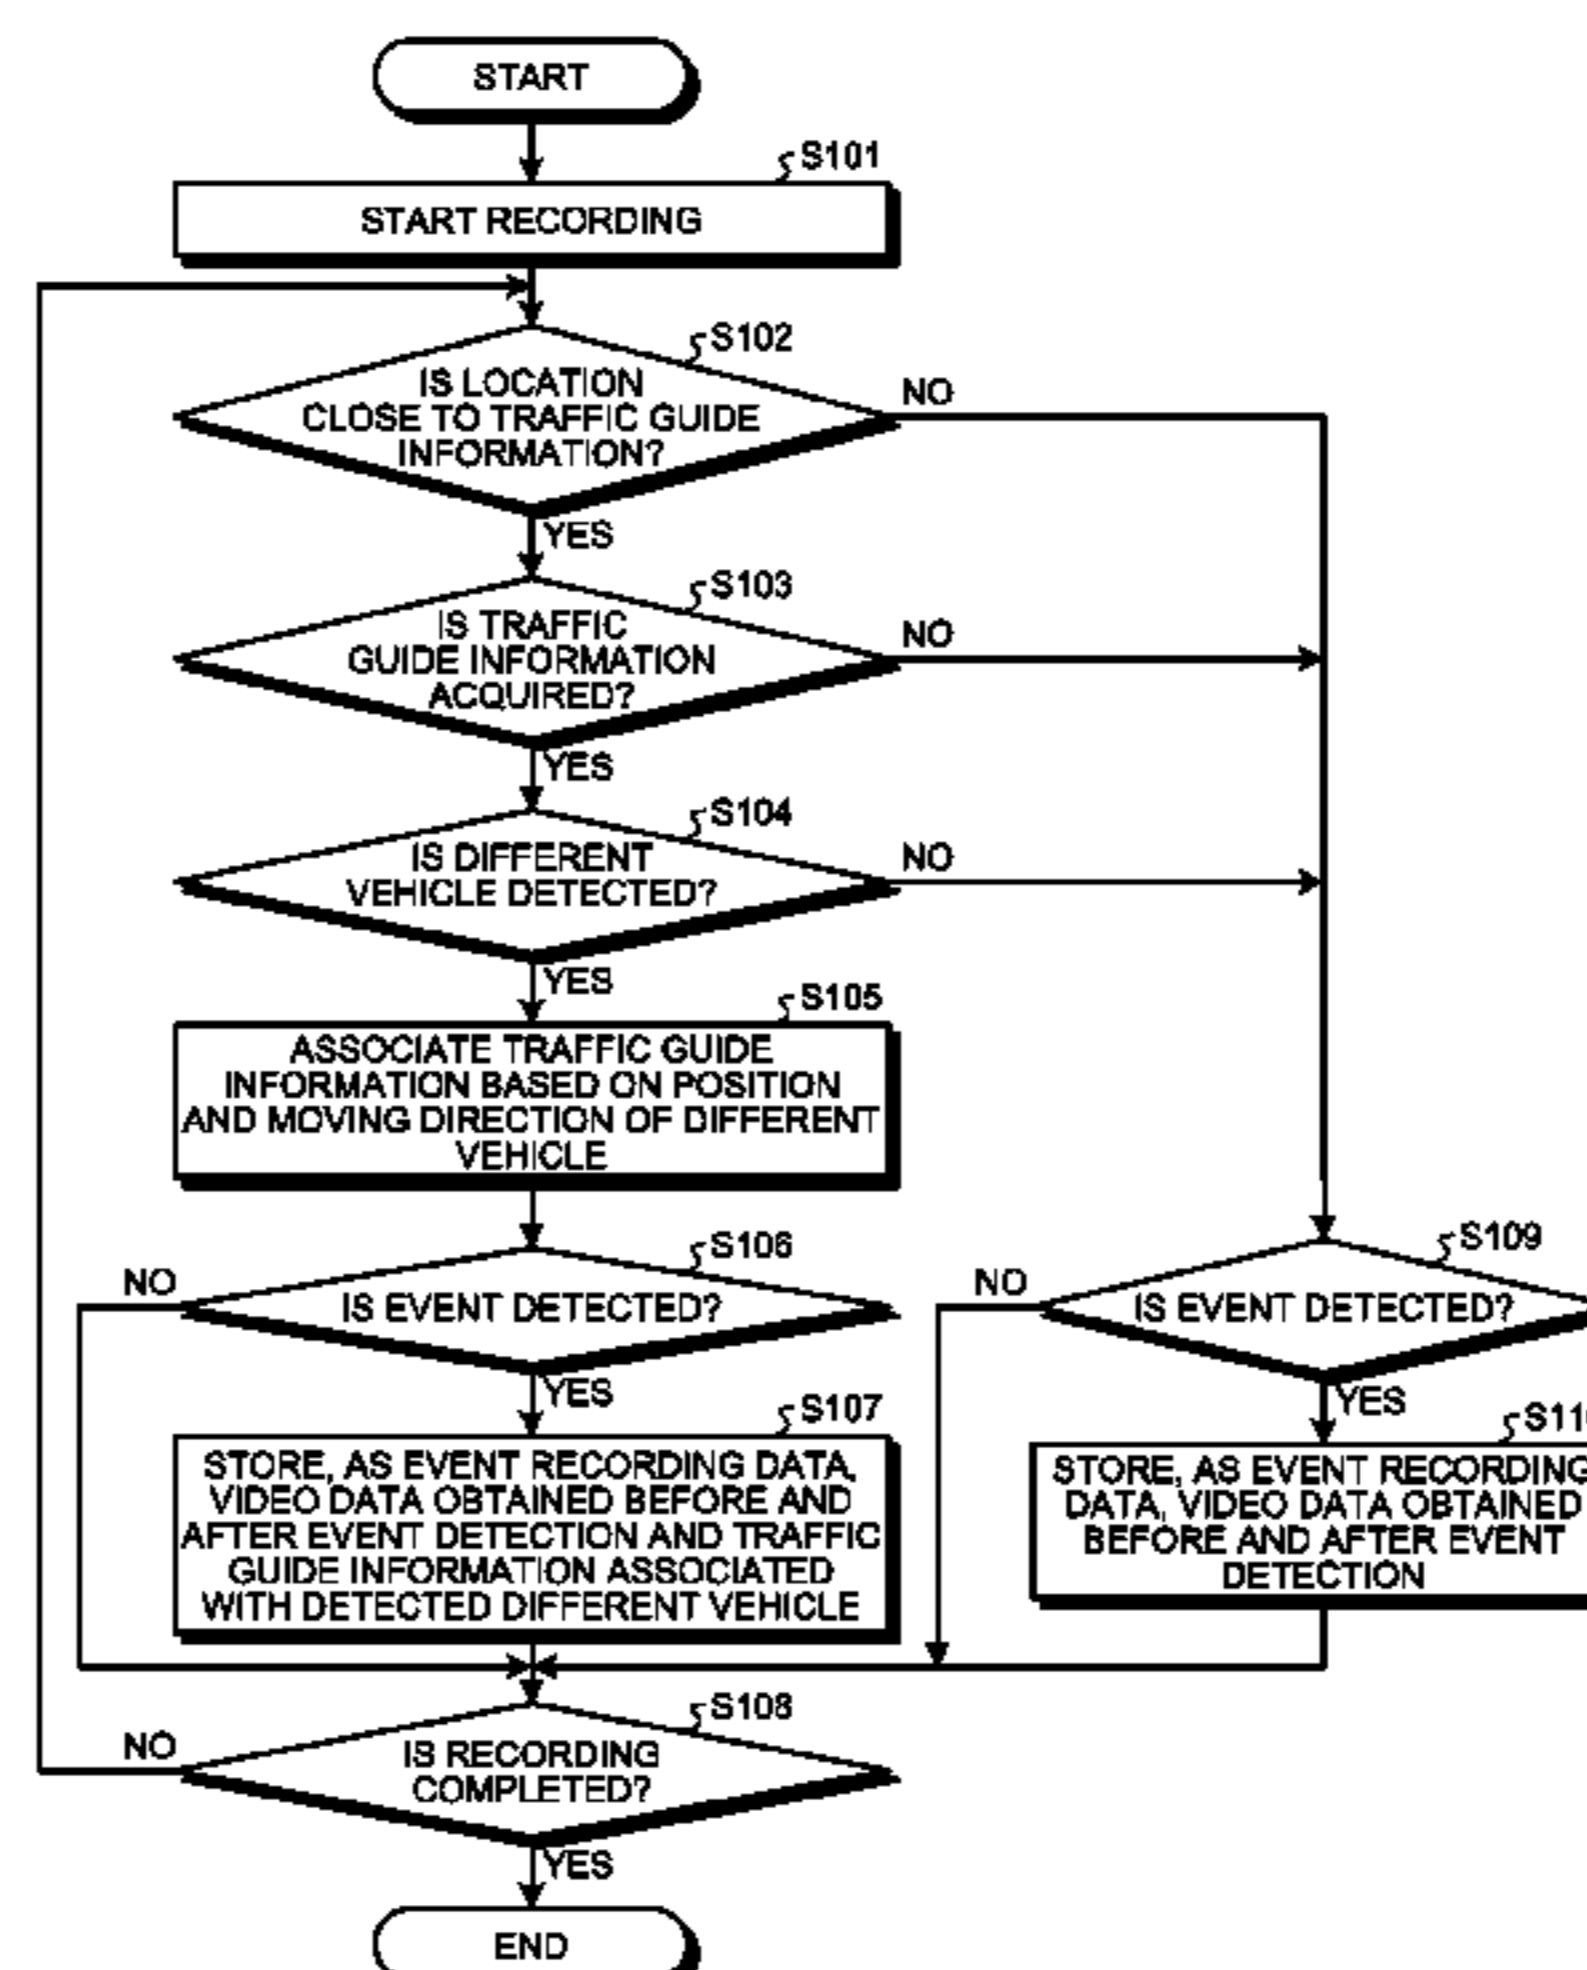 START
S101
START RECORDING
S102
IS LOCATION
CLOSE TO TRAFFIC GUIDE
INFORMATION?
NO
YES
S103
IS TRAFFIC
GUIDE INFORMATION
ACQUIRED?
NO
YES
S104
IS DIFFERENT
VEHICLE DETECTED?
NO
YES
S105
ASSOCIATE TRAFFIC GUIDE
INFORMATION BASED ON POSITION
AND MOVING DIRECTION OF DIFFERENT
VEHICLE
S106
IS EVENT DETECTED?
NO
YES
S107
STORE, AS EVENT RECORDING DATA,
VIDEO DATA OBTAINED BEFORE AND
AFTER EVENT DETECTION AND TRAFFIC
GUIDE INFORMATION ASSOCIATED
WITH DETECTED DIFFERENT VEHICLE
S109
IS EVENT DETECTED?
NO
YES
STORE, AS EVENT RECORDING
DATA, VIDEO DATA OBTAINED
BEFORE AND AFTER EVENT
DETECTION
S108
IS RECORDING
COMPLETED?
NO
YES
END